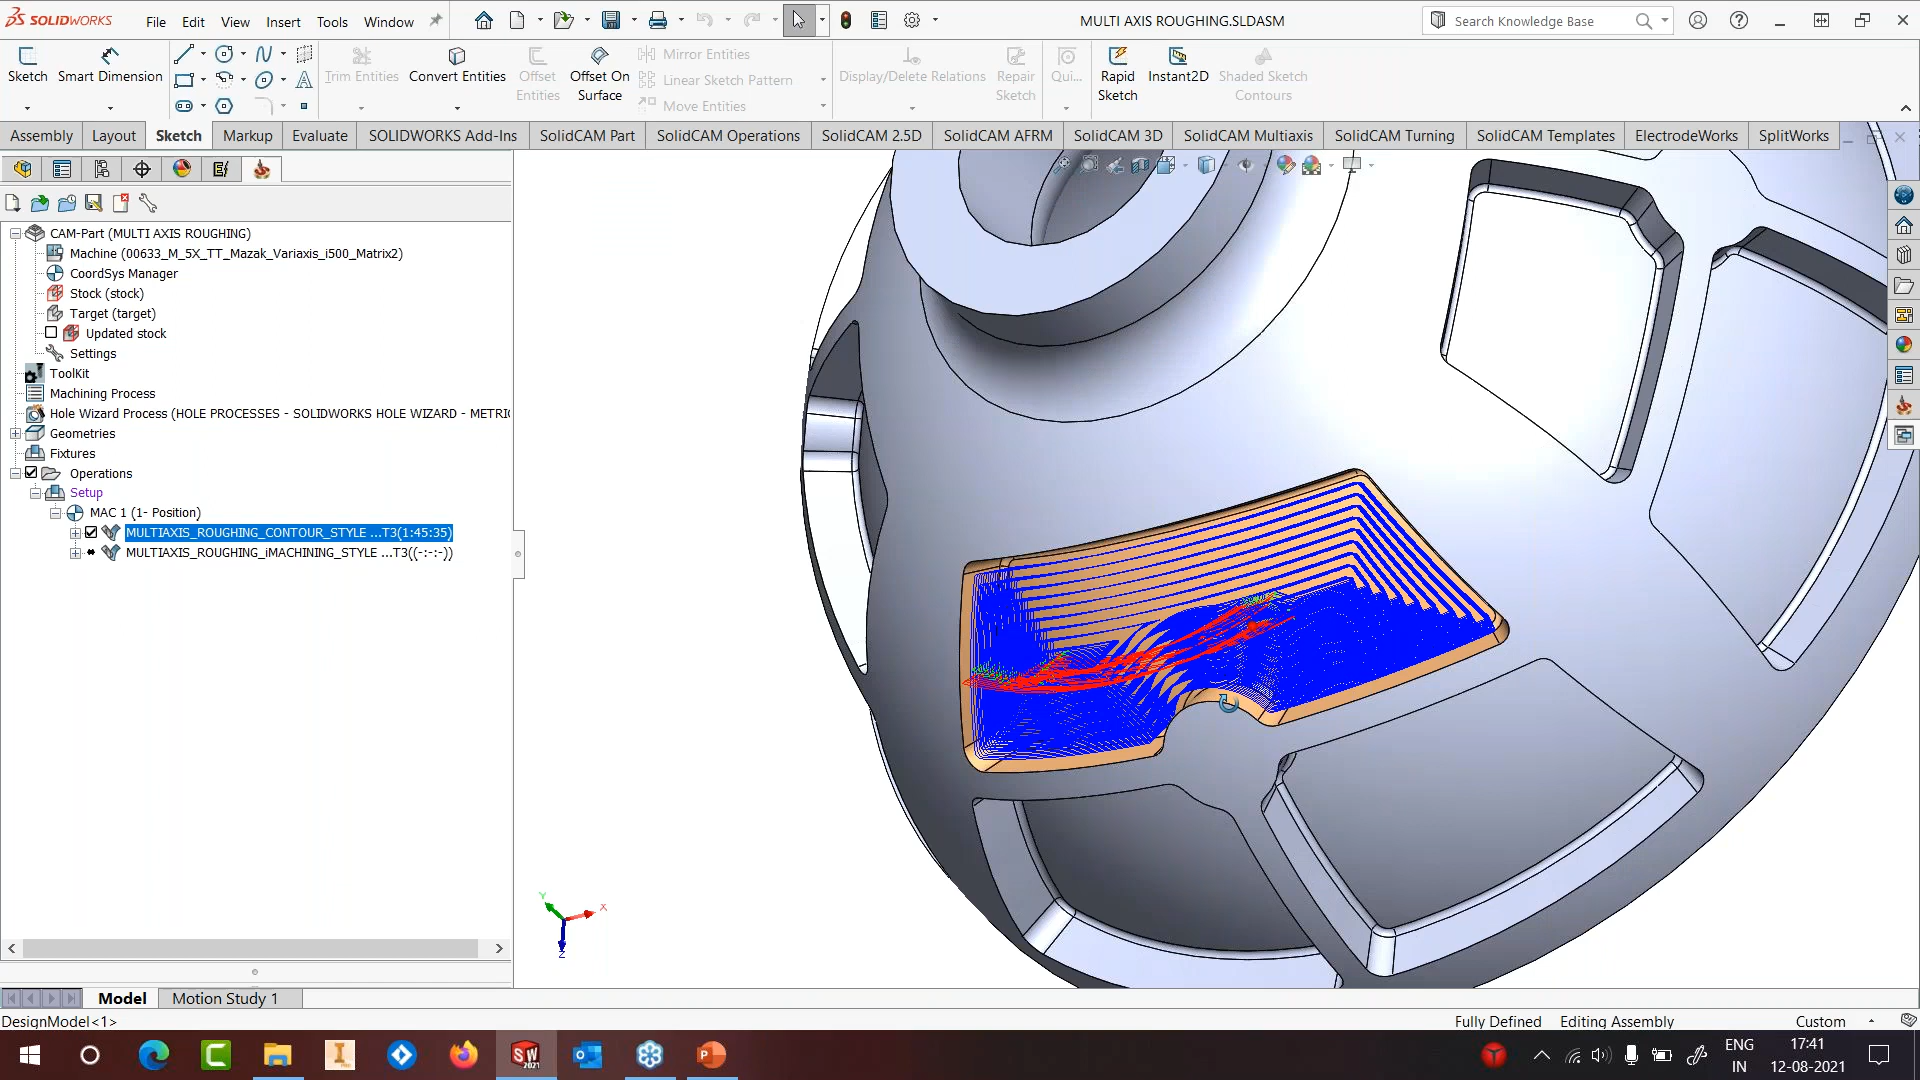 SOLIDWORKS File Edit View Insert Tools Window MULTI AXIS ROUGHING.SLDASM Search Knowledge Base
Sketch Smart Dimension Trim Entities Convert Entities Offset Entities Offset On Surface Mirror Entities Linear Sketch Pattern Move Entities Display/Delete Relations Repair Sketch Qui... Rapid Sketch Instant2D Shaded Sketch Contours
Assembly Layout Sketch Markup Evaluate SOLIDWORKS Add-Ins SolidCAM Part SolidCAM Operations SolidCAM 2.5D SolidCAM AFRM SolidCAM 3D SolidCAM Multiaxis SolidCAM Turning SolidCAM Templates ElectrodeWorks SplitWorks
CAM-Part (MULTI AXIS ROUGHING)
Machine (00633_M_5X_TT_Mazak_Variaxis_i500_Matrix2)
CoordSys Manager
Stock (stock)
Target (target)
Updated stock
Settings
ToolKit
Machining Process
Hole Wizard Process (HOLE PROCESSES - SOLIDWORKS HOLE WIZARD - METRIC
Geometries
Fixtures
Operations
Setup
MAC 1 (1- Position)
MULTIAXIS_ROUGHING_CONTOUR_STYLE ...T3(1:45:35)
MULTIAXIS_ROUGHING_iMACHINING_STYLE ...T3((-:-:-))
Y X Z
Model Motion Study 1
DesignModel<1> Fully Defined Editing Assembly Custom
SW 2021
ENG IN
17:41
12-08-2021